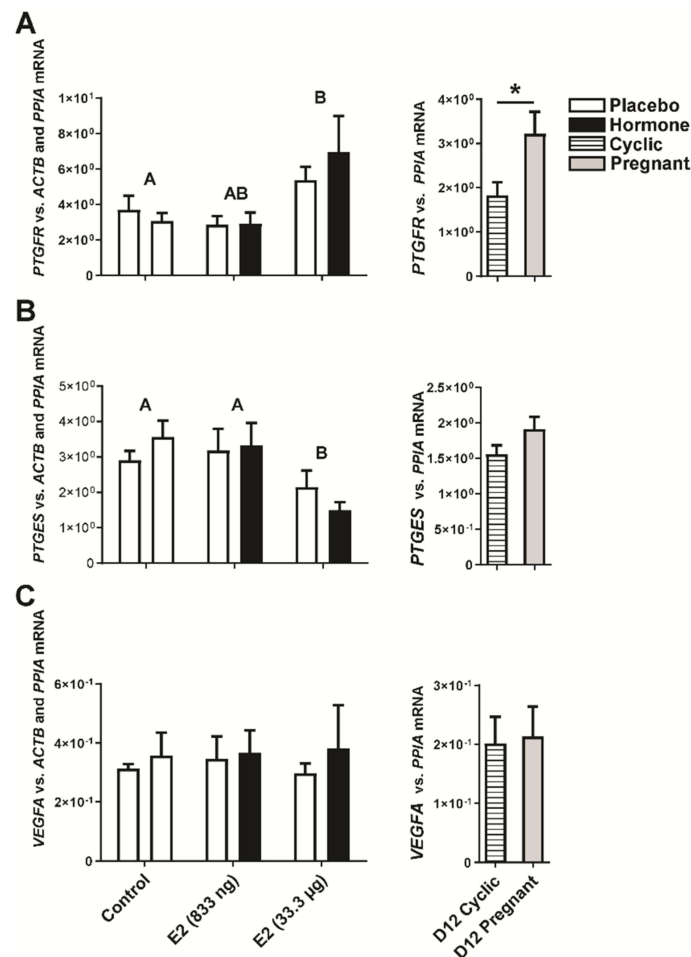 A
PTGFR vs. ACTB and PPIA mRNA
1×10¹
8×10⁰
6×10⁰
4×10⁰
2×10⁰
0
A
AB
B
PTGFR vs. PPIA mRNA
4×10⁰
3×10⁰
2×10⁰
1×10⁰
0
*
Placebo
Hormone
Cyclic
Pregnant
B
PTGES vs. ACTB and PPIA mRNA
5×10⁰
4×10⁰
3×10⁰
2×10⁰
1×10⁰
0
A
A
B
PTGES vs. PPIA mRNA
2.5×10⁰
2×10⁰
1.5×10⁰
1×10⁰
5×10⁻¹
0
C
VEGFA vs. ACTB and PPIA mRNA
6×10⁻¹
4×10⁻¹
2×10⁻¹
0
Control
E2 (833 ng)
E2 (33.3 µg)
VEGFA vs. PPIA mRNA
3×10⁻¹
2×10⁻¹
1×10⁻¹
0
D12 Cyclic
D12 Pregnant